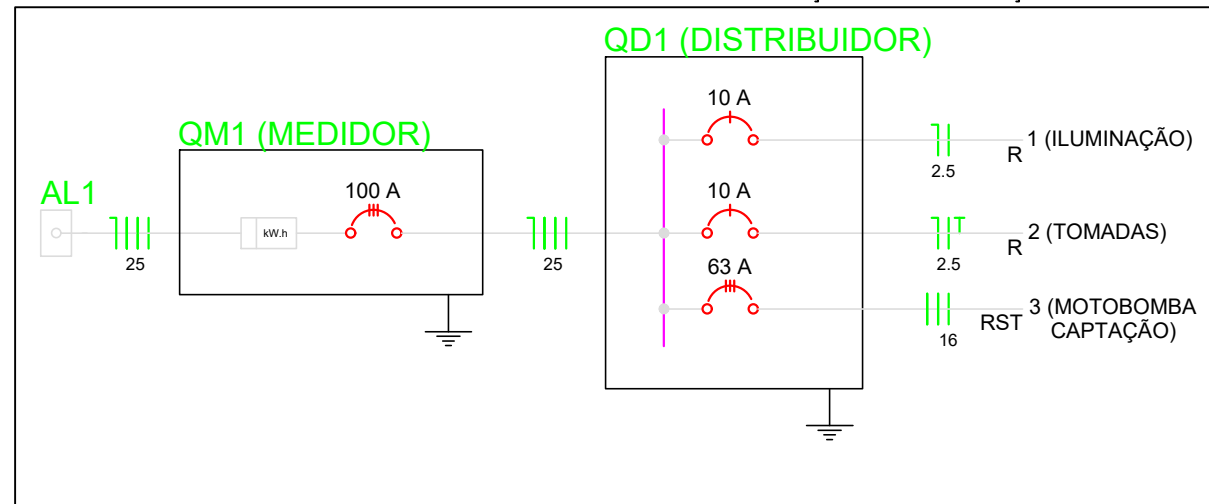 QD1 (DISTRIBUIDOR)
QM1 (MEDIDOR)
AL1
25
kW.h
100 A
25
10 A
2.5
R
1 (ILUMINAÇÃO)
10 A
2.5
T
R
2 (TOMADAS)
63 A
16
RST
3 (MOTOBOMBA
CAPTAÇÃO)